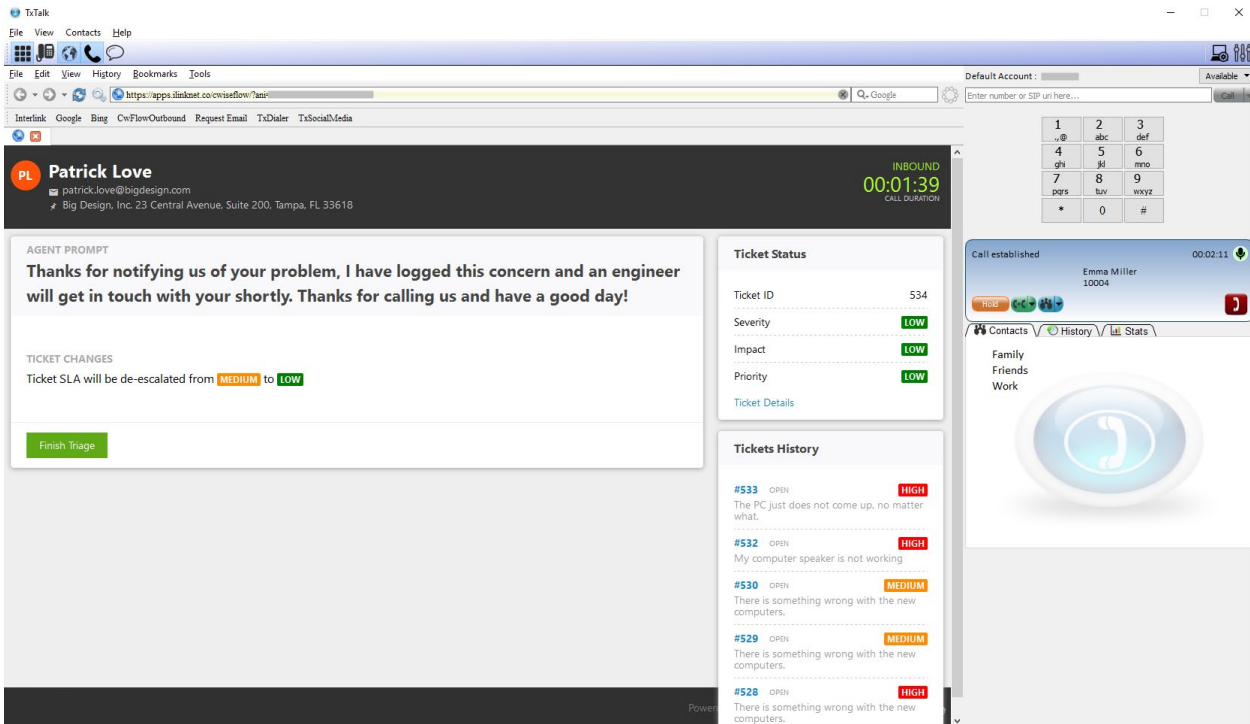 TxTalk
File View Contacts Help
File Edit View History Bookmarks Tools
https://apps.ilinknet.co/cwiseflow/?ani=
Google
Interlink Google Bing CwFlowOutbound Request Email TxDialer TxSocialMedia
PL
Patrick Love
patrick.love@bigdesign.com
Big Design, Inc. 23 Central Avenue, Suite 200, Tampa, FL 33618
INBOUND
00:01:39
CALL DURATION
AGENT PROMPT
Thanks for notifying us of your problem, I have logged this concern and an engineer
will get in touch with your shortly. Thanks for calling us and have a good day!
TICKET CHANGES
Ticket SLA will be de-escalated from MEDIUM to LOW
Finish Triage
Ticket Status
Ticket ID 534
Severity LOW
Impact LOW
Priority LOW
Ticket Details
Tickets History
#533 OPEN HIGH
The PC just does not come up, no matter
what.
#532 OPEN HIGH
My computer speaker is not working
#530 OPEN MEDIUM
There is something wrong with the new
computers.
#529 OPEN MEDIUM
There is something wrong with the new
computers.
#528 OPEN HIGH
There is something wrong with the new
computers.
Default Account :
Available
Enter number or SIP uri here...
Call
1 2 3
.,@ abc def
4 5 6
ghi jkl mno
7 8 9
pqrs tuv wxyz
* 0 #
Call established 00:02:11
Emma Miller
10004
Hold
Contacts History Stats
Family
Friends
Work